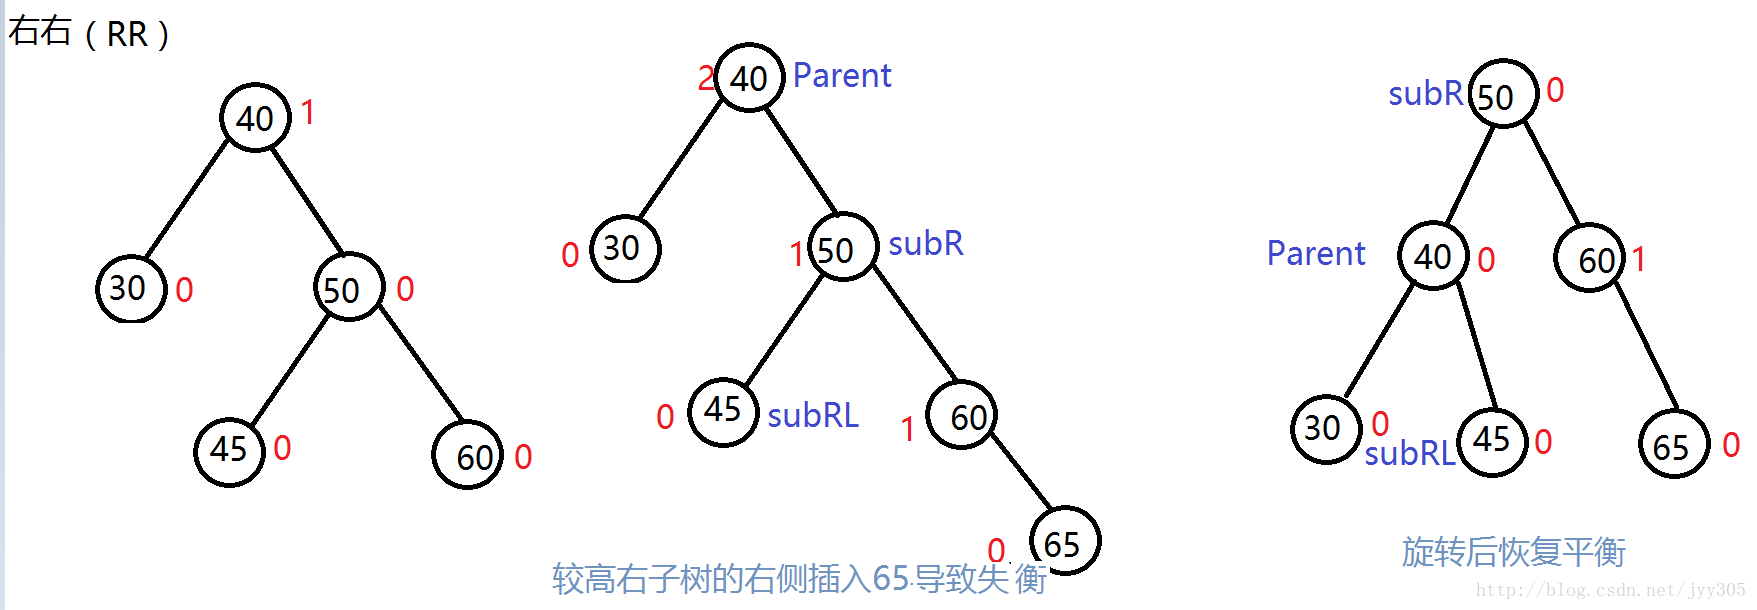 右右（RR）
40 1
30 0
50 0
45 0
60 0
2 40 Parent
0 30
1 50 subR
0 45 subRL
1 60
0 65
较高右子树的右侧插入65导致失衡
subR 50 0
Parent 40 0
60 1
30 0
subRL 45 0
65 0
旋转后恢复平衡
http://blog.csdn.net/jyy305